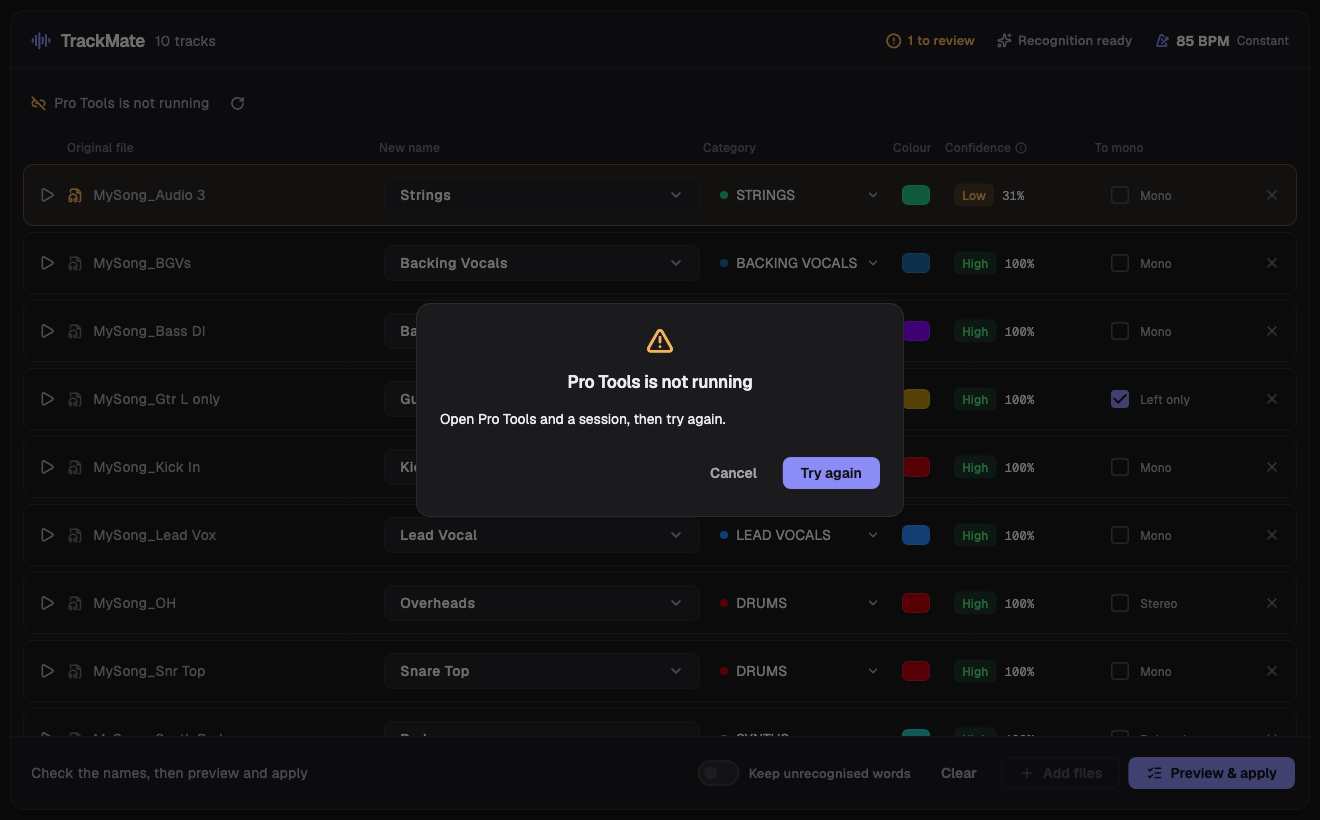 TrackMate 10 tracks
1 to review Recognition ready 85 BPM Constant
Pro Tools is not running
Original file New name Category Colour Confidence To mono
MySong_Audio 3 Strings STRINGS Low 31% Mono
MySong_BGVs Backing Vocals BACKING VOCALS High 100% Mono
MySong_Bass DI Ba High 100% Mono
MySong_Gtr L only Gu High 100% Left only
MySong_Kick In Kic High 100% Mono
Pro Tools is not running
Open Pro Tools and a session, then try again.
Cancel Try again
MySong_Lead Vox Lead Vocal LEAD VOCALS High 100% Mono
MySong_OH Overheads DRUMS High 100% Stereo
MySong_Snr Top Snare Top DRUMS High 100% Mono
Check the names, then preview and apply Keep unrecognised words Clear Add files Preview & apply